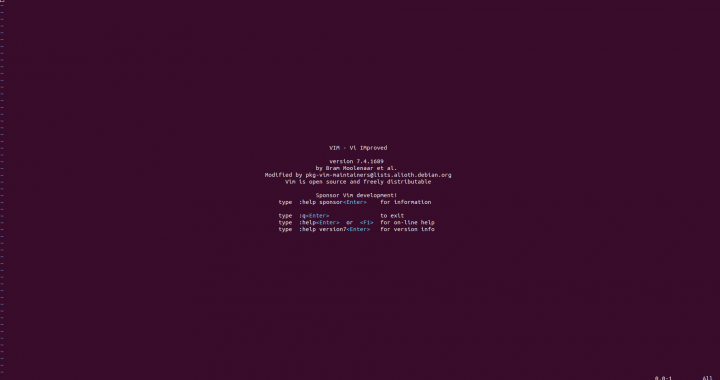 VIM - Vi IMproved
version 7.4.1689
by Bram Moolenaar et al.
Modified by pkg-vim-maintainers@lists.alioth.debian.org
Vim is open source and freely distributable
Sponsor Vim development!
type :help sponsor<Enter> for information
type :q<Enter> to exit
type :help<Enter> or <F1> for on-line help
type :help version7<Enter> for version info
0,0-1 All